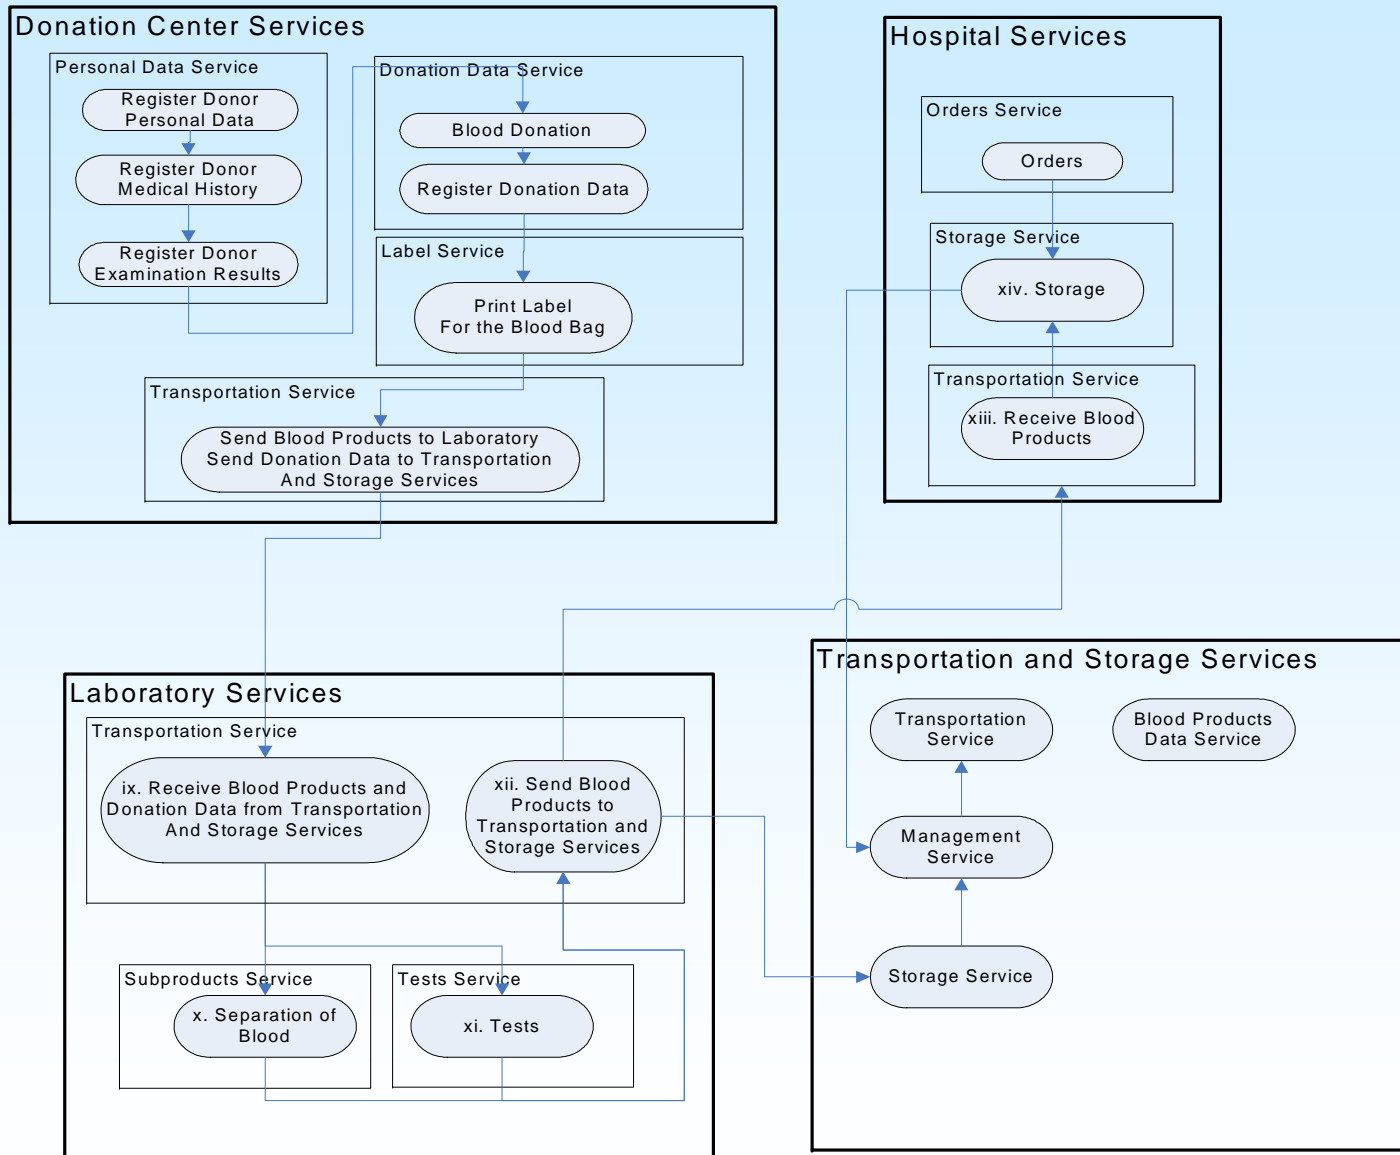 Donation Center Services
Personal Data Service
Register Donor
Personal Data
Register Donor
Medical History
Register Donor
Examination Results
Donation Data Service
Blood Donation
Register Donation Data
Label Service
Print Label
For the Blood Bag
Transportation Service
Send Blood Products to Laboratory
Send Donation Data to Transportation
And Storage Services
Hospital Services
Orders Service
Orders
Storage Service
xiv. Storage
Transportation Service
xiii. Receive Blood
Products
Laboratory Services
Transportation Service
ix. Receive Blood Products and
Donation Data from Transportation
And Storage Services
xii. Send Blood
Products to
Transportation and
Storage Services
Subproducts Service
x. Separation of
Blood
Tests Service
xi. Tests
Transportation and Storage Services
Transportation
Service
Blood Products
Data Service
Management
Service
Storage Service